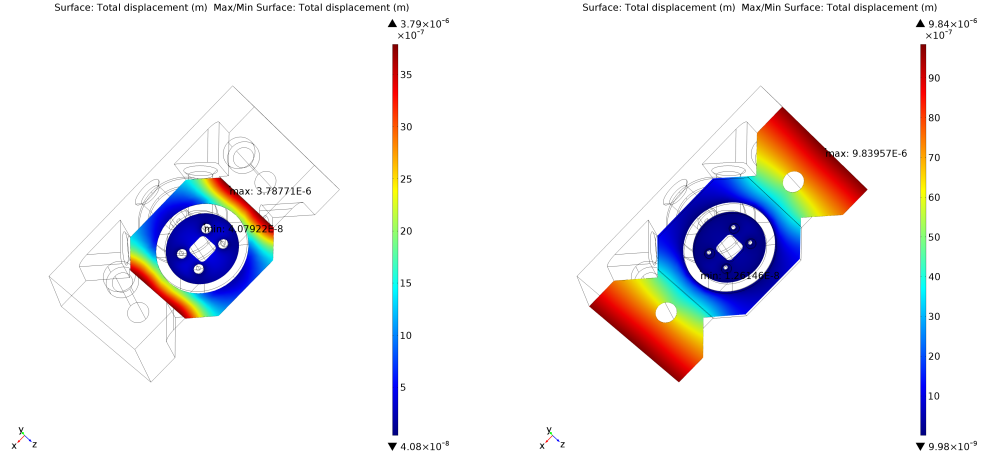 Surface: Total displacement (m)  Max/Min Surface: Total displacement (m)
▲ 3.79×10⁻⁶
×10⁻⁷
35
30
25
20
15
10
5
▼ 4.08×10⁻⁸
max: 3.78771E-6
min:
y
x
z
Surface: Total displacement (m)  Max/Min Surface: Total displacement (m)
▲ 9.84×10⁻⁶
×10⁻⁷
90
80
70
60
50
40
30
20
10
▼ 9.98×10⁻⁹
max: 9.83957E-6
y
x
z